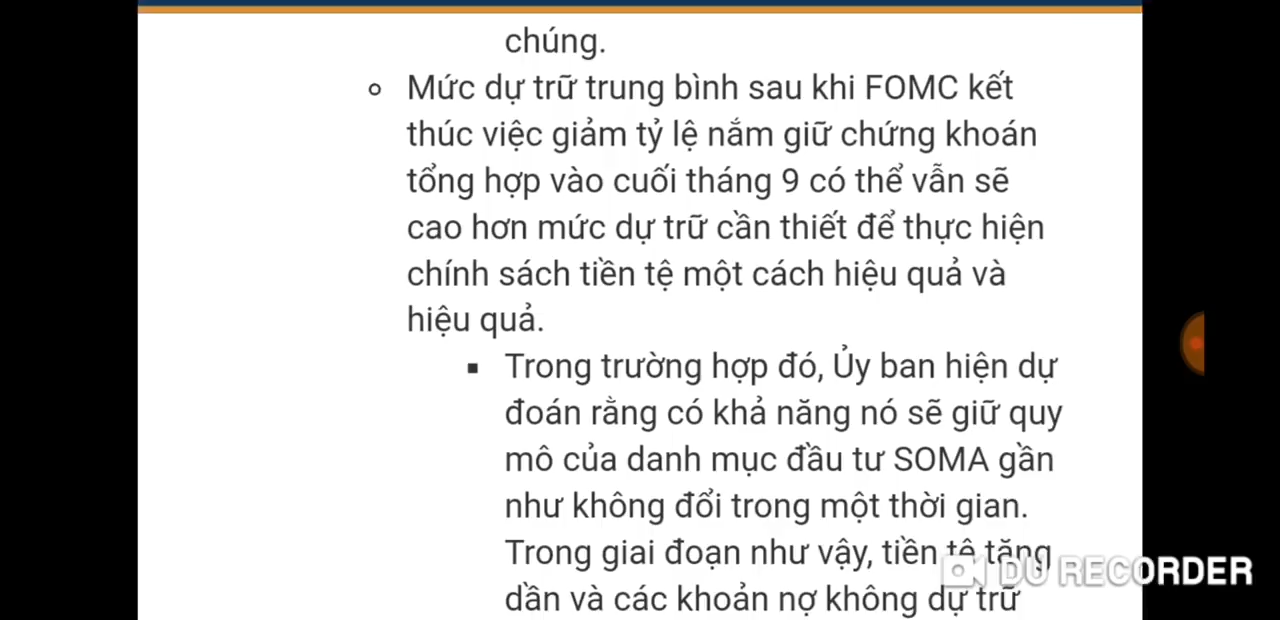 chúng.
Mức dự trữ trung bình sau khi FOMC kết
thúc việc giảm tỷ lệ nắm giữ chứng khoán
tổng hợp vào cuối tháng 9 có thể vẫn sẽ
cao hơn mức dự trữ cần thiết để thực hiện
chính sách tiền tệ một cách hiệu quả và
hiệu quả.
Trong trường hợp đó, Ủy ban hiện dự
đoán rằng có khả năng nó sẽ giữ quy
mô của danh mục đầu tư SOMA gần
như không đổi trong một thời gian.
Trong giai đoạn như vậy, tiền tệ tăng
dần và các khoản nợ không dự trữ
DU RECORDER